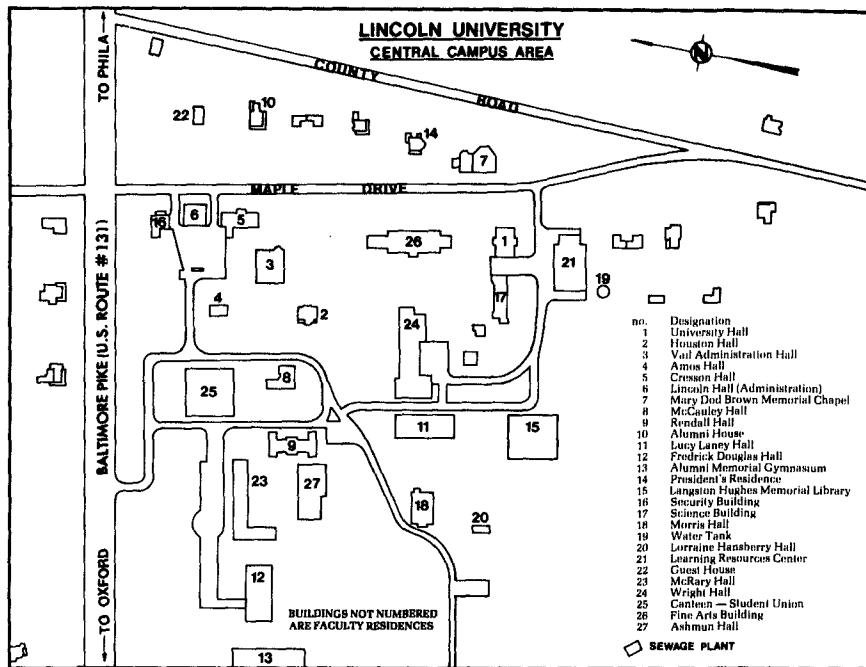 LINCOLN UNIVERSITY
CENTRAL CAMPUS AREA
TO PHILA
COUNTY ROAD
N
22
10
14
7
MAPLE DRIVE
16
6
5
26
1
21
3
19
4
2
17
24
BALTIMORE PIKE (U.S. ROUTE #131)
25
8
11
15
9
23
27
18
20
12
13
TO OXFORD
BUILDINGS NOT NUMBERED
ARE FACULTY RESIDENCES
no. Designation
1 University Hall
2 Houston Hall
3 Vail Administration Hall
4 Amos Hall
5 Cresson Hall
6 Lincoln Hall (Administration)
7 Mary Dod Brown Memorial Chapel
8 McCauley Hall
9 Rendall Hall
10 Alumni House
11 Lucy Laney Hall
12 Fredrick Douglas Hall
13 Alumni Memorial Gymnasium
14 President's Residence
15 Langston Hughes Memorial Library
16 Security Building
17 Science Building
18 Morris Hall
19 Water Tank
20 Lorraine Hansberry Hall
21 Learning Resources Center
22 Guest House
23 McRary Hall
24 Wright Hall
25 Canteen — Student Union
26 Fine Arts Building
27 Ashmun Hall
SEWAGE PLANT